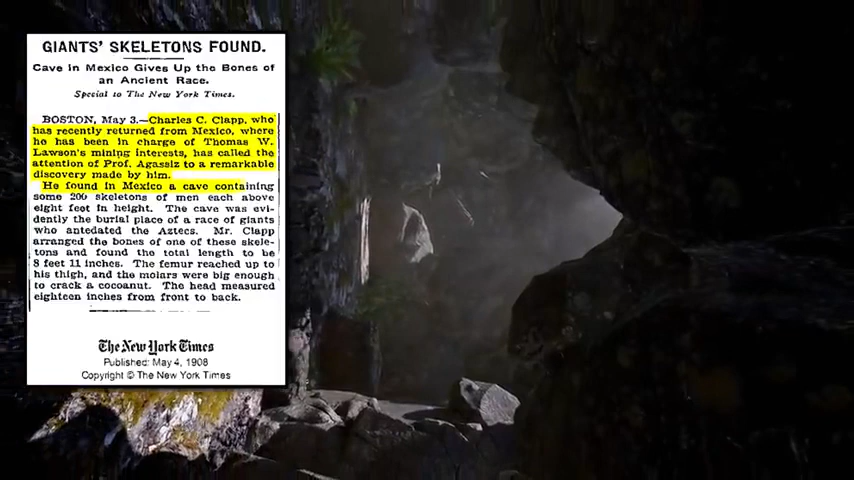 GIANTS' SKELETONS FOUND.
Cave in Mexico Gives Up the Bones of
an Ancient Race.
Special to The New York Times.
BOSTON, May 3.—Charles C. Clapp, who
has recently returned from Mexico, where
he has been in charge of Thomas W.
Lawson's mining interests, has called the
attention of Prof. Agassiz to a remarkable
discovery made by him.
He found in Mexico a cave containing
some 200 skeletons of men each above
eight feet in height. The cave was evi-
dently the burial place of a race of giants
who antedated the Aztecs. Mr. Clapp
arranged the bones of one of these skele-
tons and found the total length to be
8 feet 11 inches. The femur reached up to
his thigh, and the molars were big enough
to crack a cocoanut. The head measured
eighteen inches from front to back.
The New York Times
Published: May 4, 1908
Copyright © The New York Times